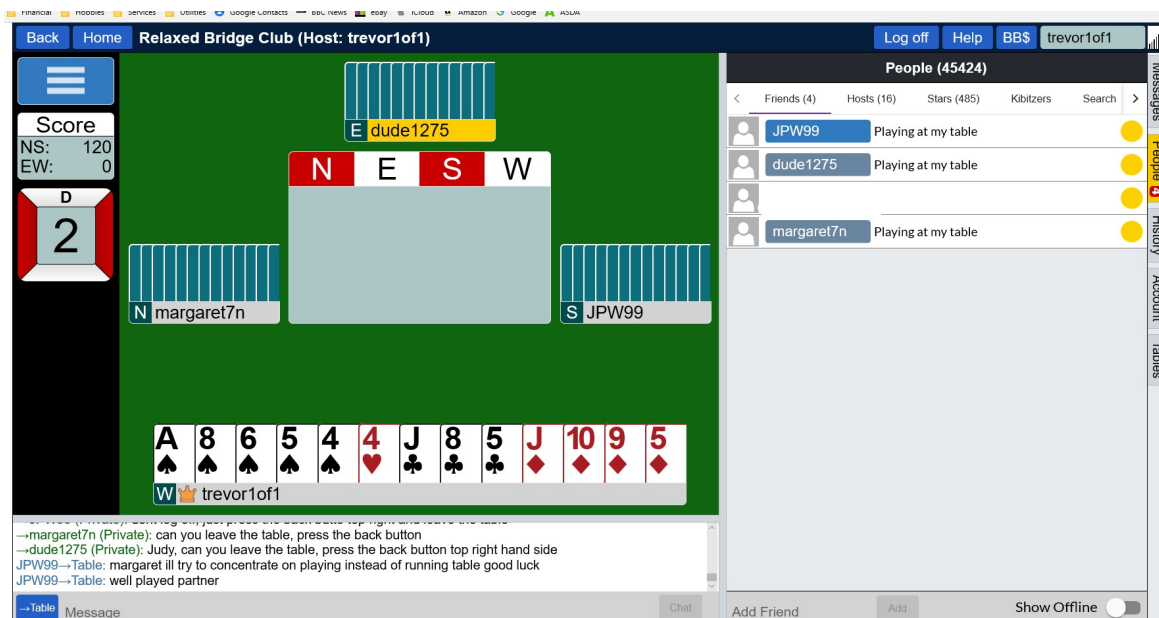 Financial Hobbies Services Utilities Google Contacts BBC News eBay iCloud Amazon Google ASDA
Back Home Relaxed Bridge Club (Host: trevor1of1) Log off Help BB$ trevor1of1
People (45424)
Friends (4) Hosts (16) Stars (485) Kibitzers Search
Score
NS: 120
EW: 0
D
2
E dude1275
N E S W
N margaret7n
S JPW99
JPW99 Playing at my table
dude1275 Playing at my table
margaret7n Playing at my table
Messages
People 4
History
Account
Tables
A 8 6 5 4 4 J 8 5 J 10 9 5
♠ ♠ ♠ ♠ ♠ ♥ ♣ ♣ ♣ ♦ ♦ ♦ ♦
W trevor1of1
→margaret7n (Private): can you leave the table, press the back button
→dude1275 (Private): Judy, can you leave the table, press the back button top right hand side
JPW99→Table: margaret ill try to concentrate on playing instead of running table good luck
JPW99→Table: well played partner
→Table Message Chat
Add Friend Add Show Offline